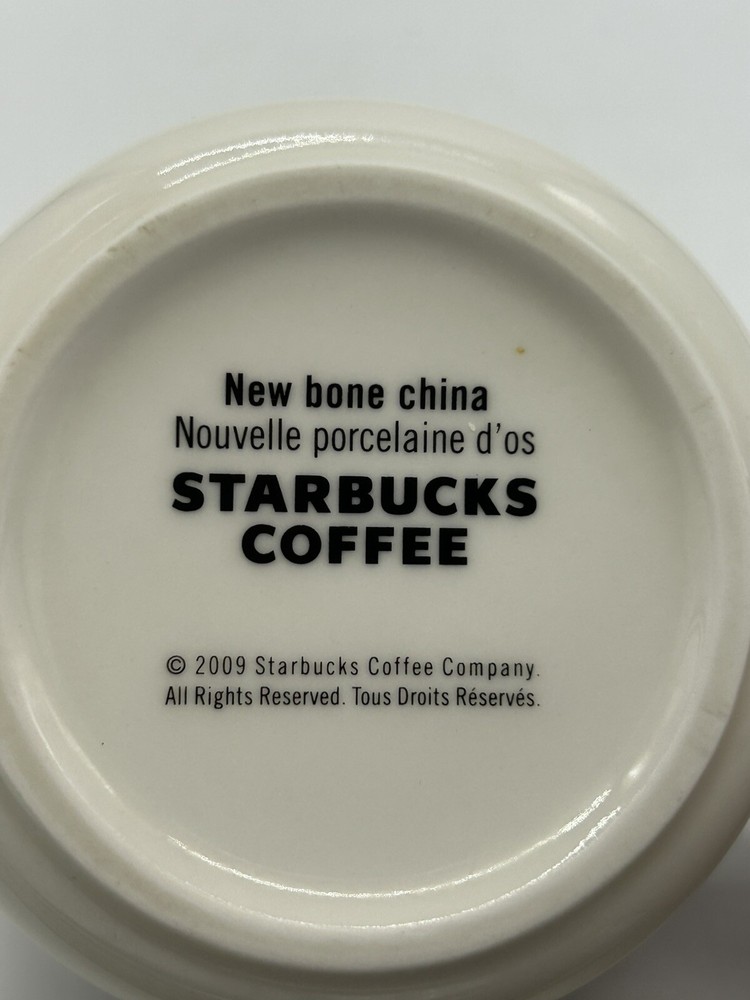 New bone china
Nouvelle porcelaine d'os
STARBUCKS
COFFEE
© 2009 Starbucks Coffee Company.
All Rights Reserved. Tous Droits Réservés.